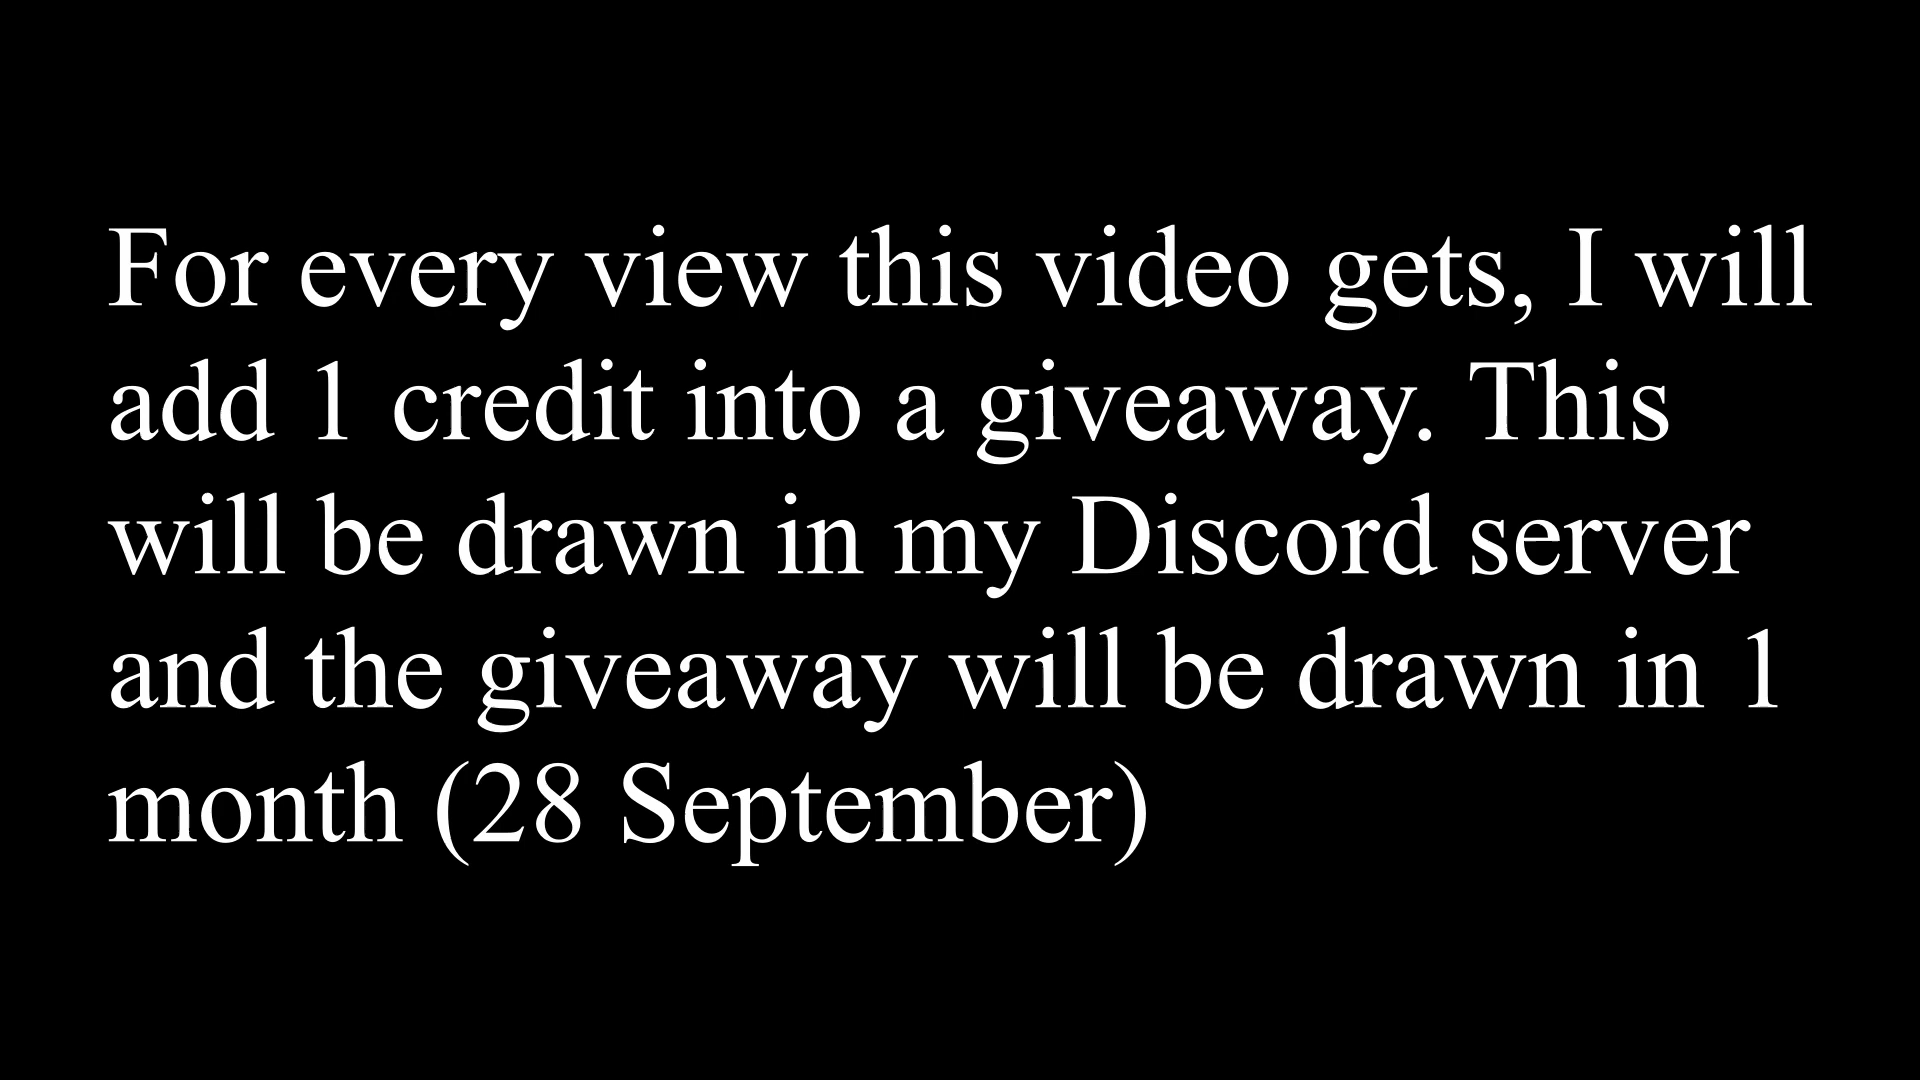 For every view this video gets, I will
add 1 credit into a giveaway. This
will be drawn in my Discord server
and the giveaway will be drawn in 1
month (28 September)